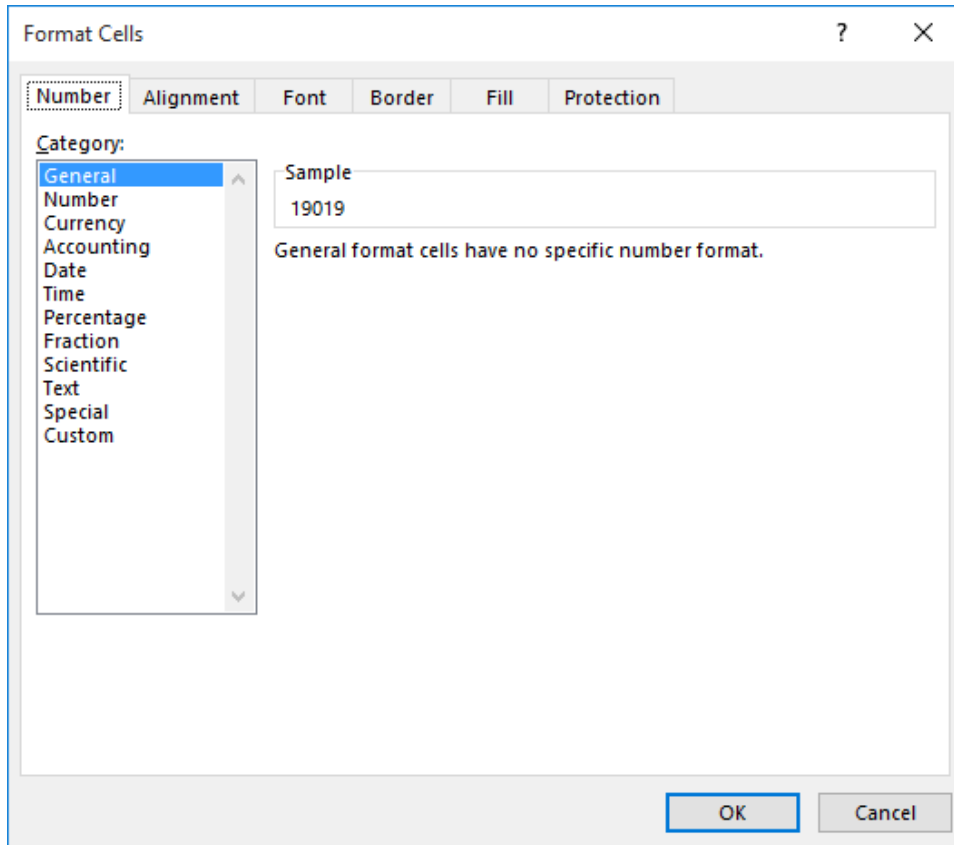 Format Cells ?
Number Alignment Font Border Fill Protection
Category:
General
Number
Currency
Accounting
Date
Time
Percentage
Fraction
Scientific
Text
Special
Custom
Sample
19019
General format cells have no specific number format.
OK Cancel